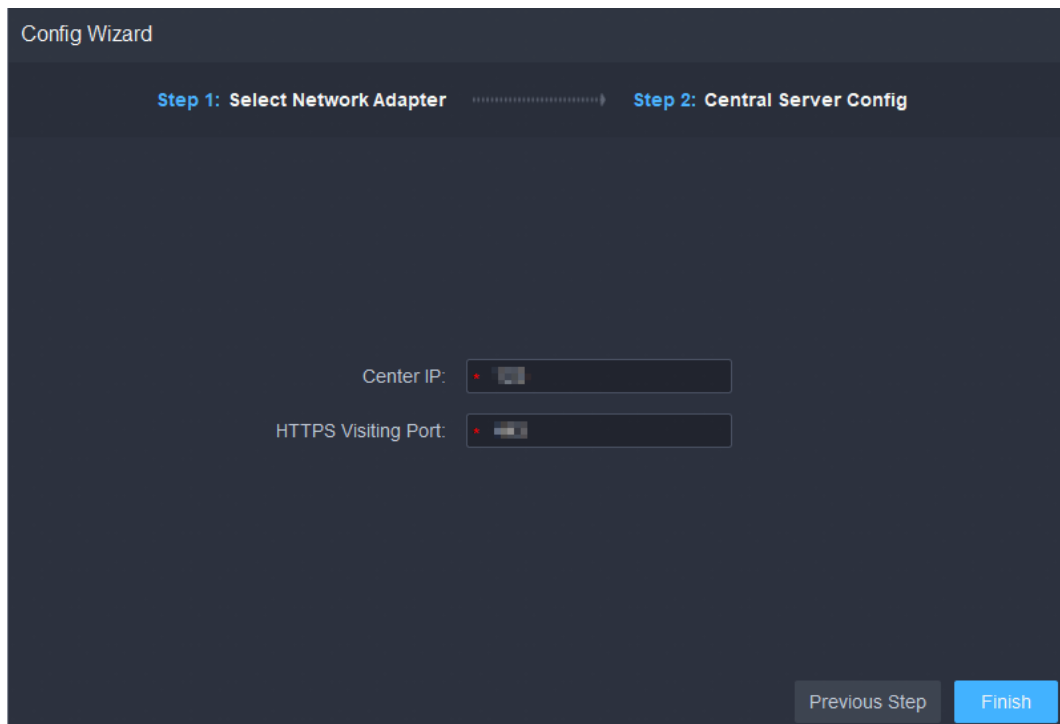 Config Wizard
Step 1: Select Network Adapter Step 2: Central Server Config
Center IP: *
HTTPS Visiting Port: *
Previous Step Finish